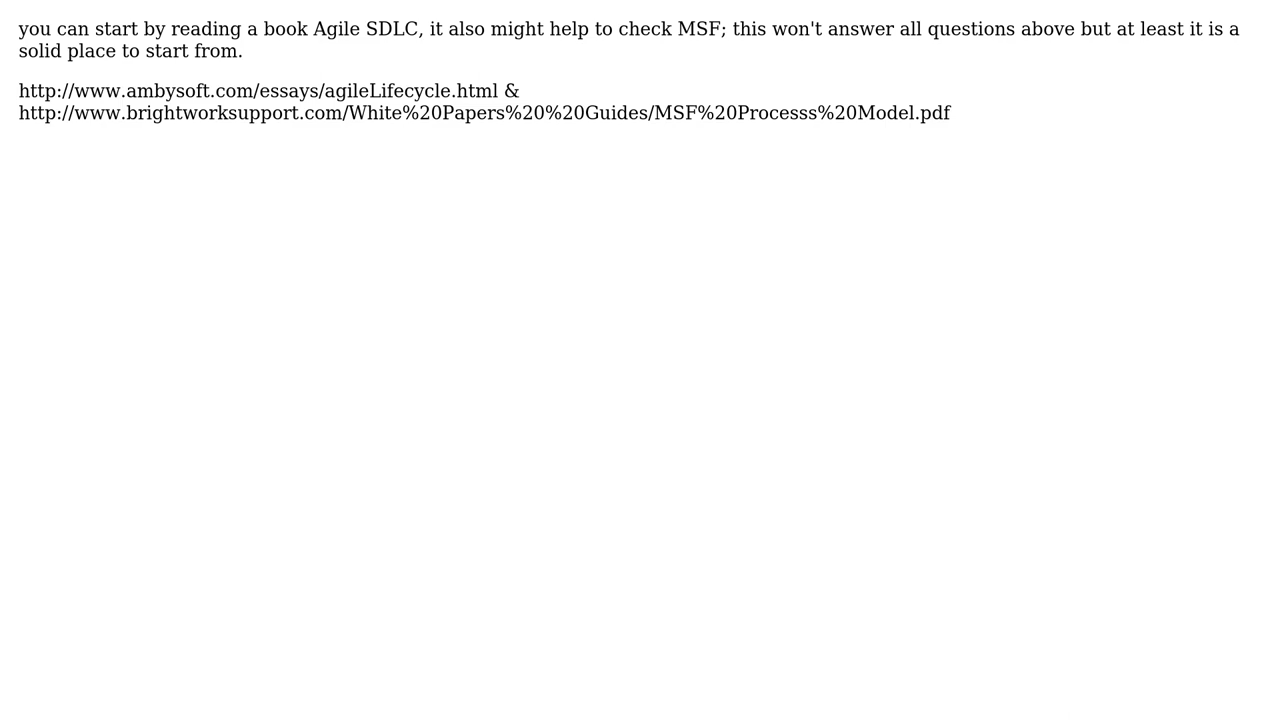 you can start by reading a book Agile SDLC, it also might help to check MSF; this won't answer all questions above but at least it is a
solid place to start from.
http://www.ambysoft.com/essays/agileLifecycle.html &
http://www.brightworksupport.com/White%20Papers%20%20Guides/MSF%20Processs%20Model.pdf